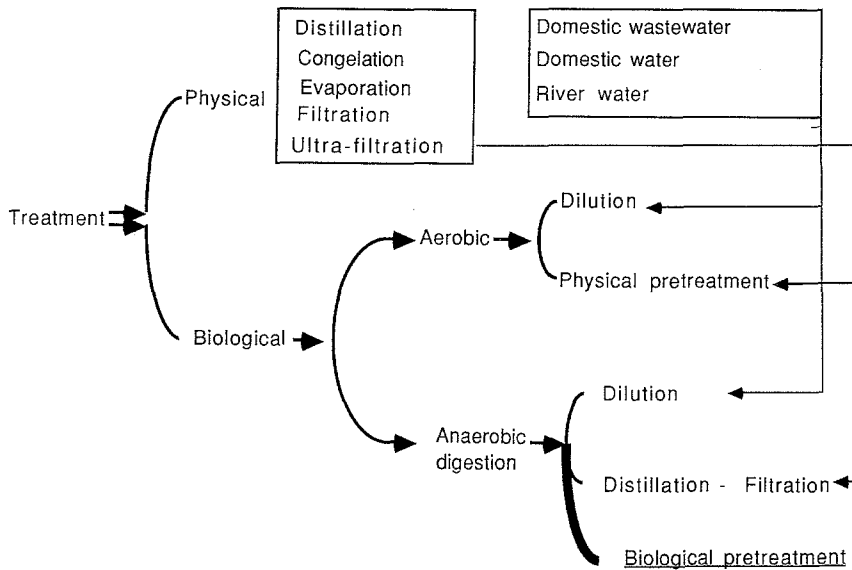 Distillation
Congelation
Evaporation
Filtration
Ultra-filtration
Domestic wastewater
Domestic water
River water
Physical
Treatment
Dilution
Aerobic
Physical pretreatment
Biological
Dilution
Anaerobic
digestion
Distillation - Filtration
Biological pretreatment